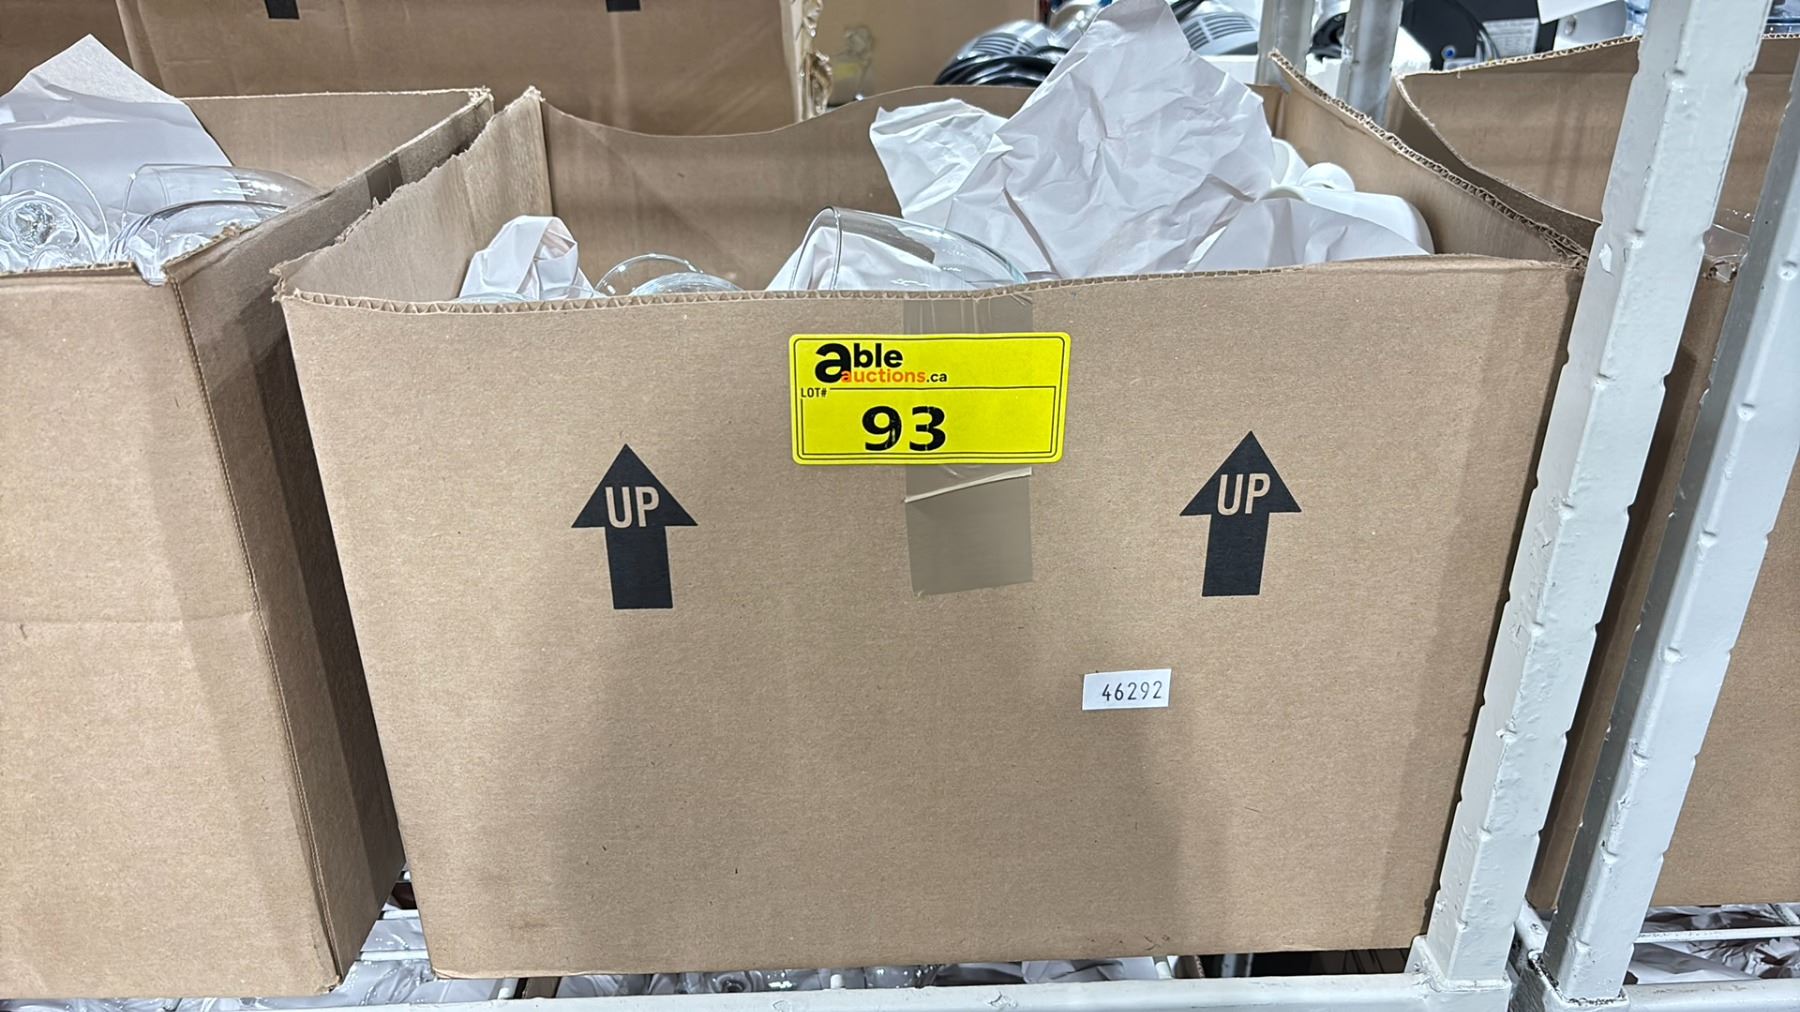 able
auctions.ca
LOT#
93
UP
UP
46292